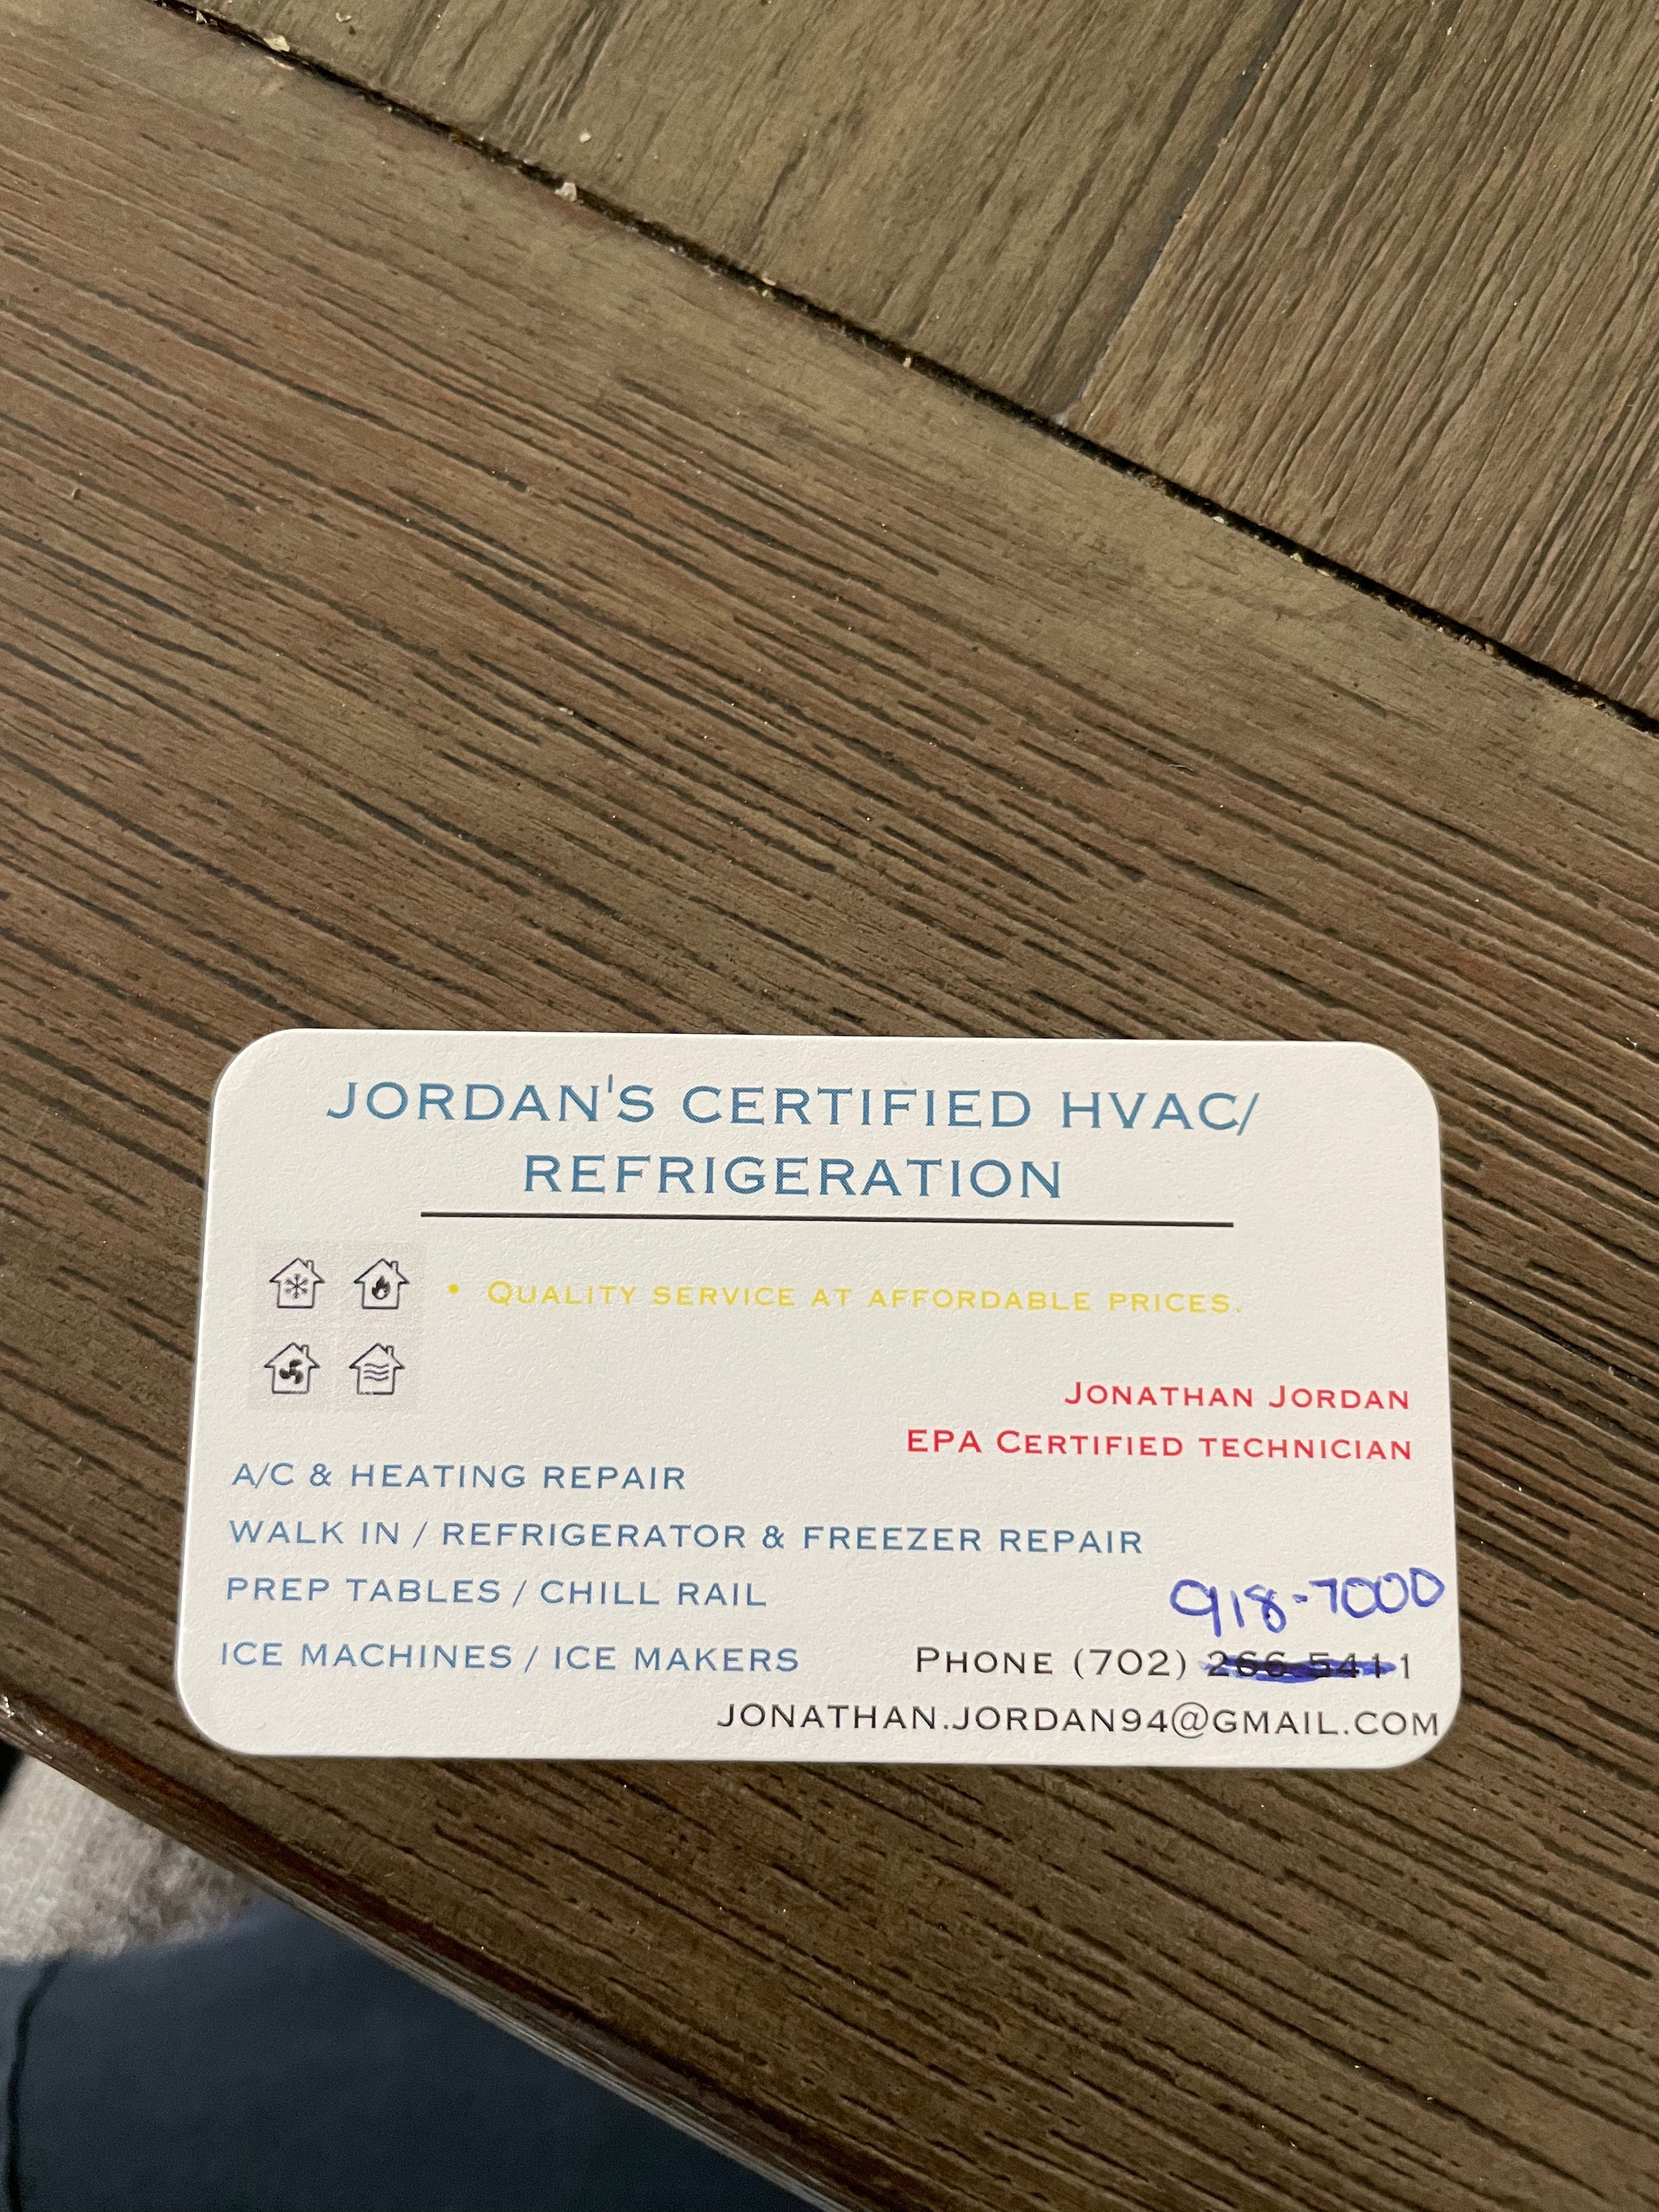 JORDAN'S CERTIFIED HVAC/
REFRIGERATION
• QUALITY SERVICE AT AFFORDABLE PRICES.
JONATHAN JORDAN
EPA CERTIFIED TECHNICIAN
A/C & HEATING REPAIR
WALK IN / REFRIGERATOR & FREEZER REPAIR
PREP TABLES / CHILL RAIL
918-7000
ICE MACHINES / ICE MAKERS
PHONE (702) 266 5411
JONATHAN.JORDAN94@GMAIL.COM